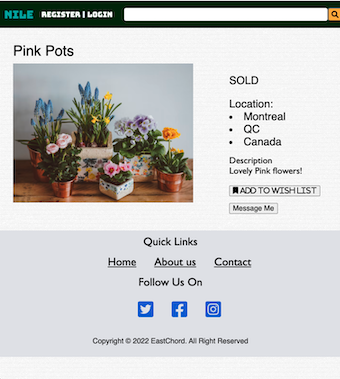 NILE REGISTER | LOGIN
Pink Pots
SOLD
Location:
Montreal
QC
Canada
Description
Lovely Pink flowers!
ADD TO WISH LIST
Message Me
Quick Links
Home About us Contact
Follow Us On
Copyright © 2022 EastChord. All Right Reserved